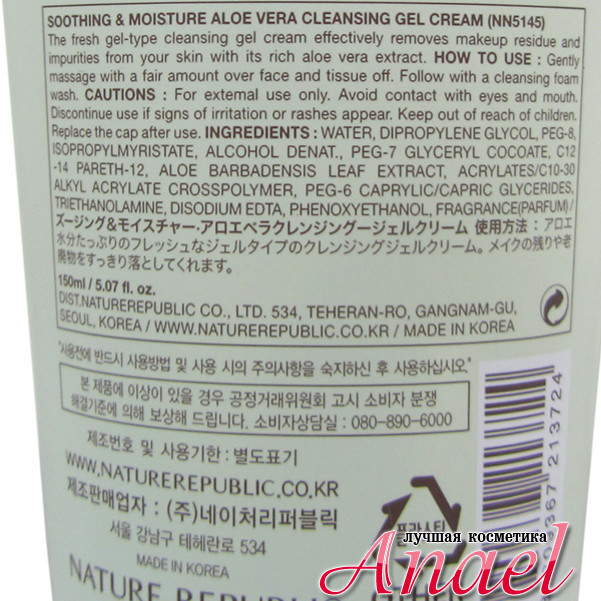 SOOTHING & MOISTURE ALOE VERA CLEANSING GEL CREAM (NN5145)
The fresh gel-type cleansing gel cream effectively removes makeup residue and
impurities from your skin with its rich aloe vera extract. HOW TO USE : Gently
massage with a fair amount over face and tissue off. Follow with a cleansing foam
wash. CAUTIONS : For external use only. Avoid contact with eyes and mouth.
Discontinue use if signs of irritation or rashes appear. Keep out of reach of children.
Replace the cap after use. INGREDIENTS: WATER, DIPROPYLENE GLYCOL, PEG-8,
ISOPROPYLMYRISTATE, ALCOHOL DENAT., PEG-7 GLYCERYL COCOATE, C12
-14 PARETH-12, ALOE BARBADENSIS LEAF EXTRACT, ACRYLATES/C10-30
ALKYL ACRYLATE CROSSPOLYMER, PEG-6 CAPRYLIC/CAPRIC GLYCERIDES,
TRIETHANOLAMINE, DISODIUM EDTA, PHENOXYETHANOL, FRAGRANCE(PARFUM)/
ズージング&モイスチャー·アロエベラクレンジングージェルクリーム 使用方法 : アロエ
水分たっぷりのフレッシュなジェルタイプのクレンジングジェルクリーム。メイクの残りや老
廃物をすっきり落としてくれます。
150ml / 5.07 fl. oz.
DIST.NATUREREPUBLIC CO., LTD. 534, TEHERAN-RO, GANGNAM-GU,
SEOUL, KOREA / WWW.NATUREREPUBLIC.CO.KR / MADE IN KOREA
"사용전에 반드시 사용방법 및 사용 시의 주의사항을 숙지하신 후 사용하십시오."
본 제품에 이상이 있을 경우 공정거래위원회 고시 소비자 분쟁
해결기준에 의해 보상해 드립니다. 소비자상담실 : 080-890-6000
제조번호 및 사용기한 : 별도표기
WWW.NATUREREPUBLIC.CO.KR
제조판매업자 : (주)네이처리퍼블릭
서울 강남구 테헤란로 534
MADE IN KOREA
플라스틱
367213724
лучшая косметика
Anael
NATURE REPUBLIC